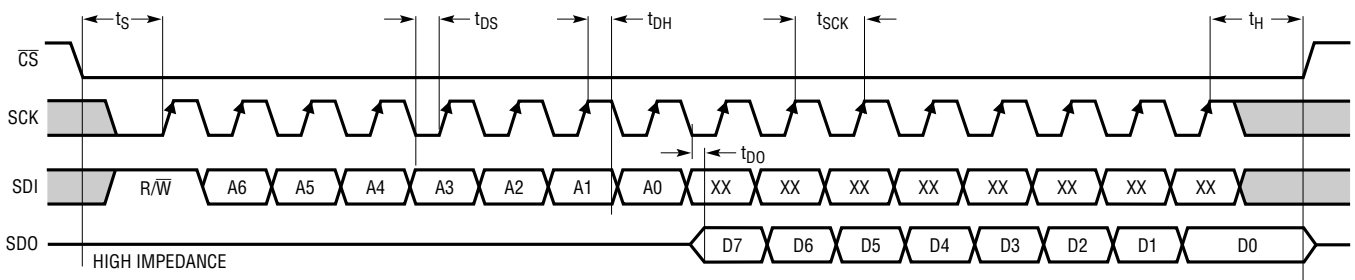 tS tDS tDH tSCK tH
CS
SCK
tDO
SDI R/W A6 A5 A4 A3 A2 A1 A0 XX XX XX XX XX XX XX XX
SDO D7 D6 D5 D4 D3 D2 D1 D0
HIGH IMPEDANCE